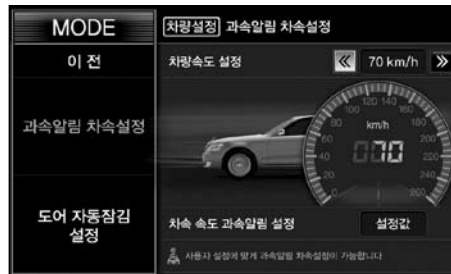 MODE
차량설정 과속알림 차속설정
이 전
차량속도 설정
《 70 km/h 》
과속알림 차속설정
km/h
70
도어 자동잠김
설정
차속 속도 과속알림 설정
설정값
사용자 설정에 맞게 과속알림 차속설정이 가능합니다